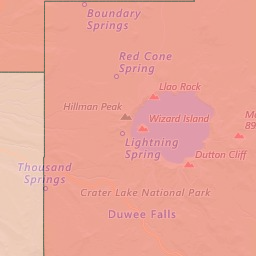 Boundary
Springs
Red Cone
Spring
Llao Rock
Hillman Peak
Wizard Island
Lightning
Spring
Dutton Cliff
Thousand
Springs
Crater Lake National Park
Duwee Falls